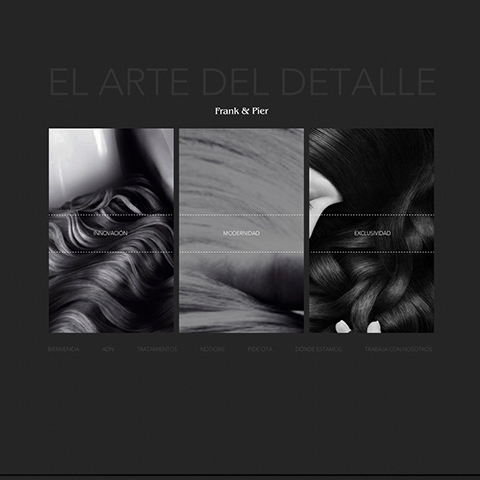 EL ARTE DEL DETALLE
Frank & Pier
INNOVACIÓN
MODERNIDAD
EXCLUSIVIDAD
BIENVENIDA ADN TRATAMIENTOS NOTICIAS PIDE CITA DÓNDE ESTAMOS TRABAJA CON NOSOTROS